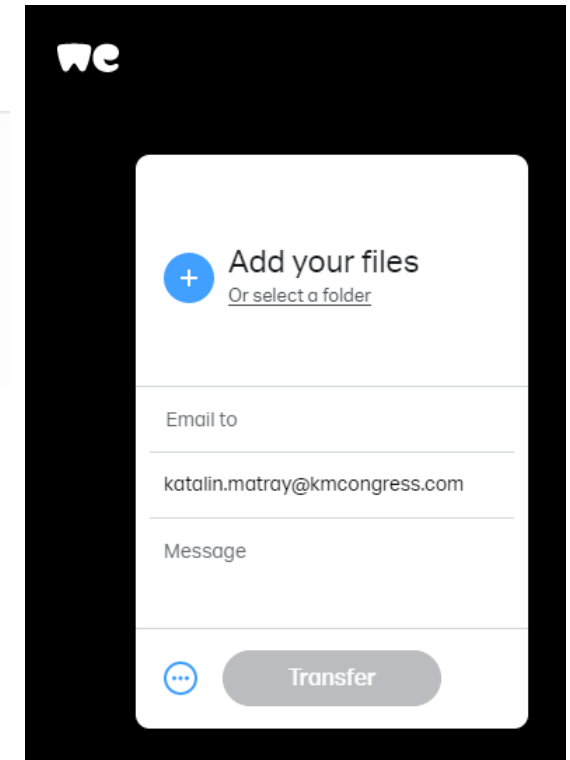 we
Add your files
Or select a folder
Email to
katalin.matray@kmcongress.com
Message
Transfer